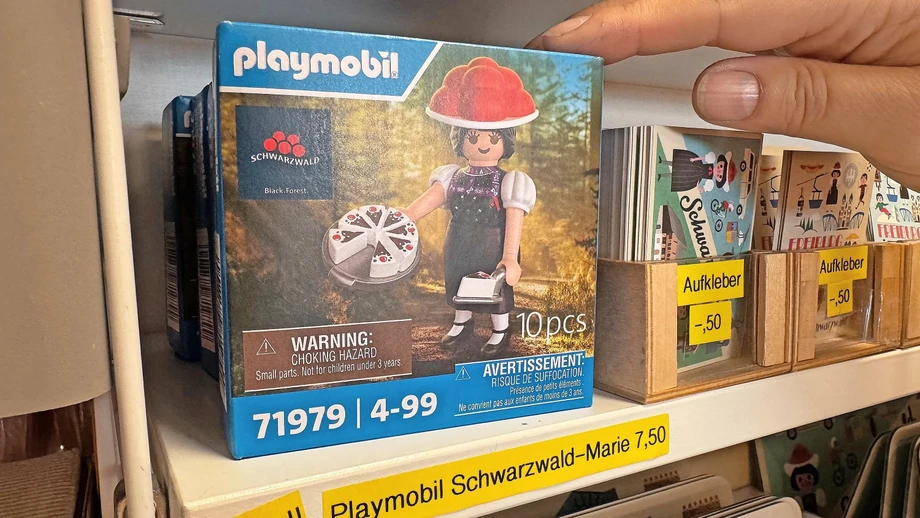 playmobil
SCHWARZWALD
Black Forest.
10 pcs
WARNING:
CHOKING HAZARD
Small parts. Not for children under 3 years.
AVERTISSEMENT:
RISQUE DE SUFFOCATION.
Présence de petits éléments.
Ne convient pas aux enfants de moins de 3 ans.
71979 | 4-99
Schwa
FREIBURG
Aufkleber
-,50
Aufkleber
-,50
Playmobil Schwarzwald-Marie 7,50